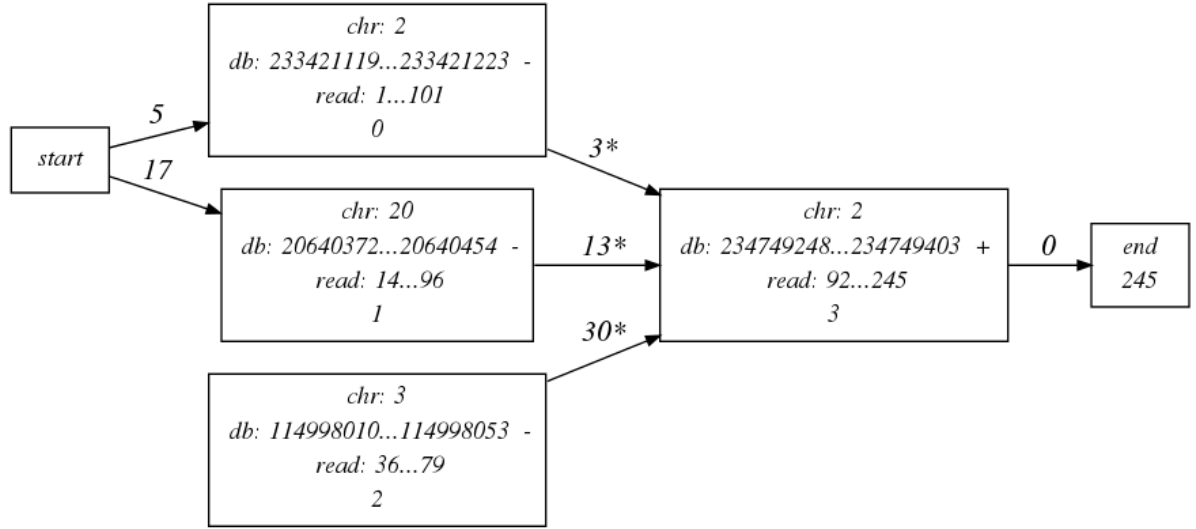 start
5
17
chr: 2
db: 233421119...233421223 -
read: 1...101
0
chr: 20
db: 20640372...20640454 -
read: 14...96
1
chr: 3
db: 114998010...114998053 -
read: 36...79
2
3*
13*
30*
chr: 2
db: 234749248...234749403 +
read: 92...245
3
0
end
245